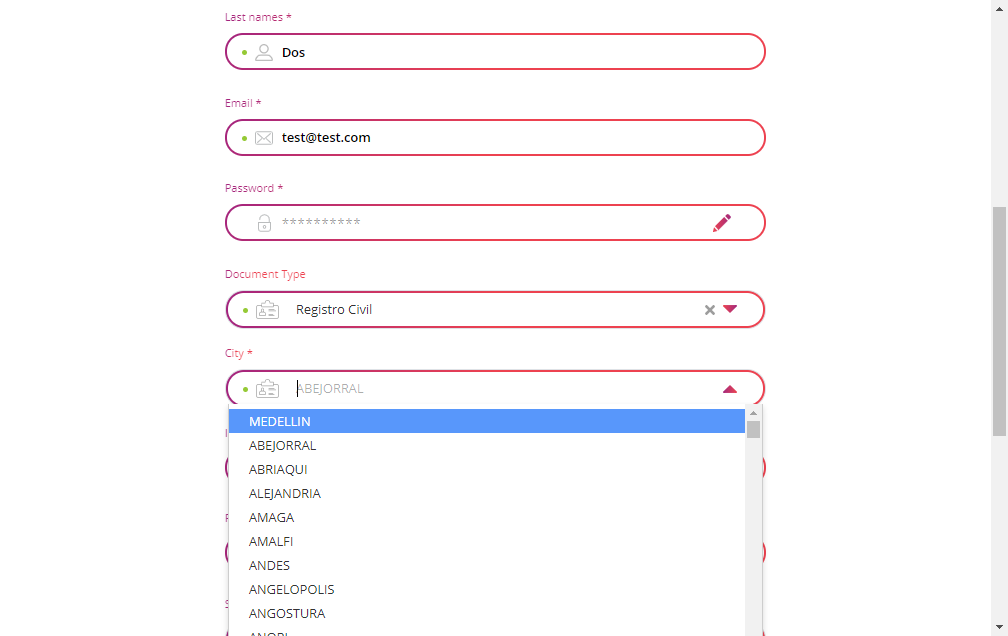 Last names *
Dos
Email *
test@test.com
Password *
**********
Document Type
Registro Civil
City *
ABEJORRAL
MEDELLIN
ABEJORRAL
ABRIAQUI
ALEJANDRIA
AMAGA
AMALFI
ANDES
ANGELOPOLIS
ANGOSTURA